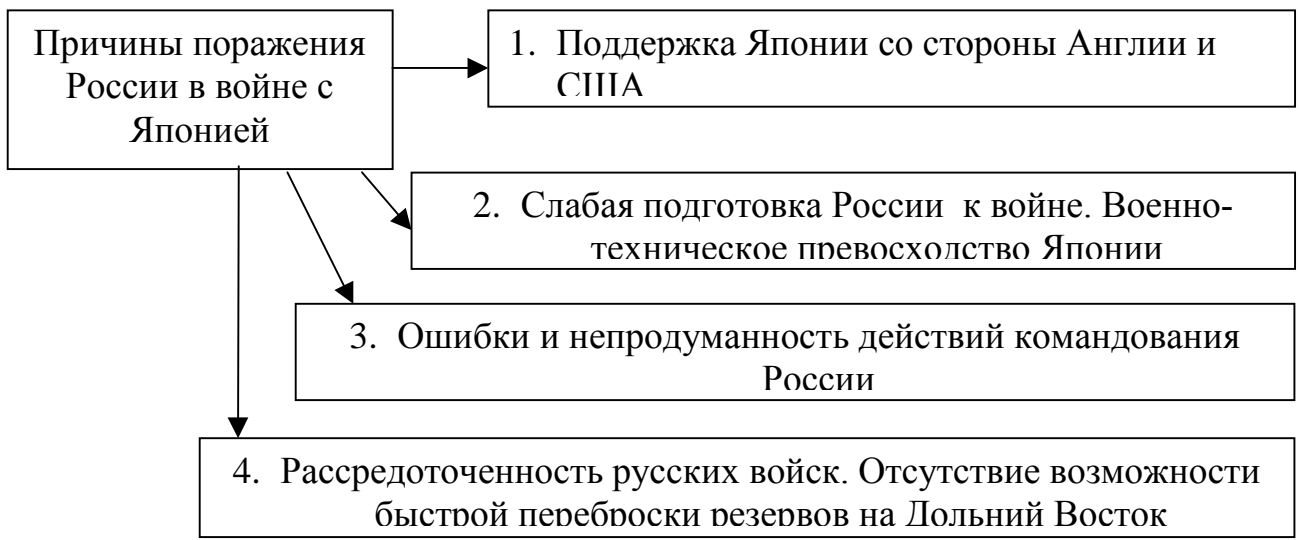 Причины поражения
России в войне с
Японией
1. Поддержка Японии со стороны Англии и
США
2. Слабая подготовка России к войне. Военно-
техническое превосходство Японии
3. Ошибки и непродуманность действий командования
России
4. Рассредоточенность русских войск. Отсутствие возможности
быстрой переброски резервов на Дольний Восток